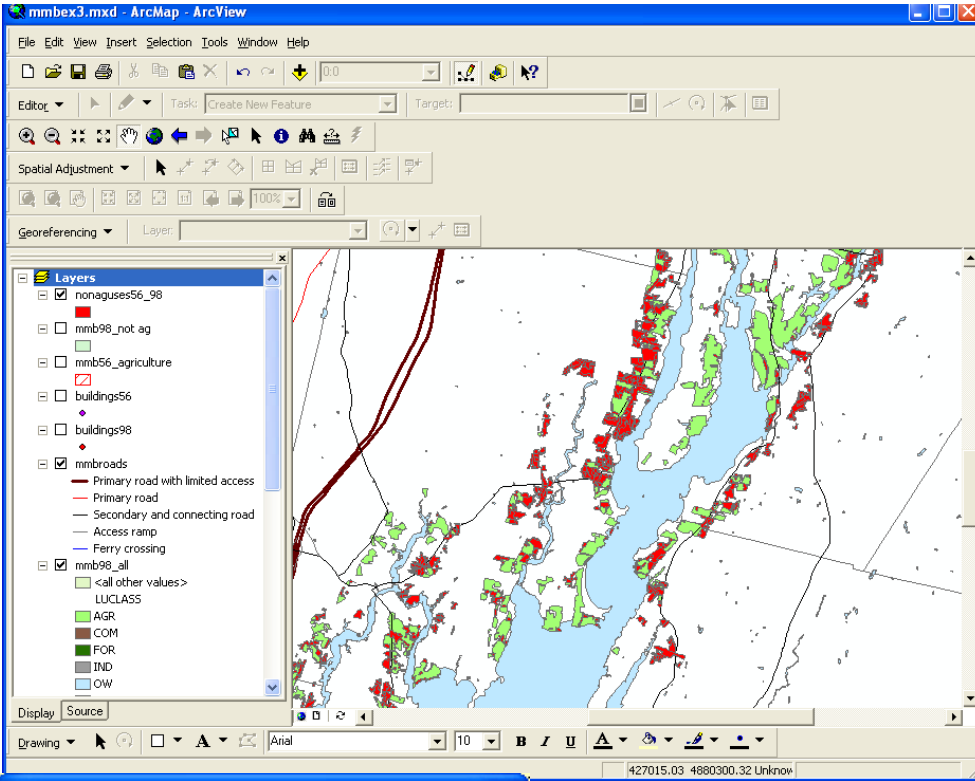 mmbex3.mxd - ArcMap - ArcView
File Edit View Insert Selection Tools Window Help
0:0
Editor Task: Create New Feature Target:
Spatial Adjustment
1:1 100%
Georeferencing Layer:
Layers
nonaguses56_98
mmb98_not ag
mmb56_agriculture
buildings56
buildings98
mmbroads
Primary road with limited access
Primary road
Secondary and connecting road
Access ramp
Ferry crossing
mmb98_all
<all other values>
LUCLASS
AGR
COM
FOR
IND
OW
Display Source
Drawing A Arial 10 B I U A
427015.03 4880300.32 Unknow